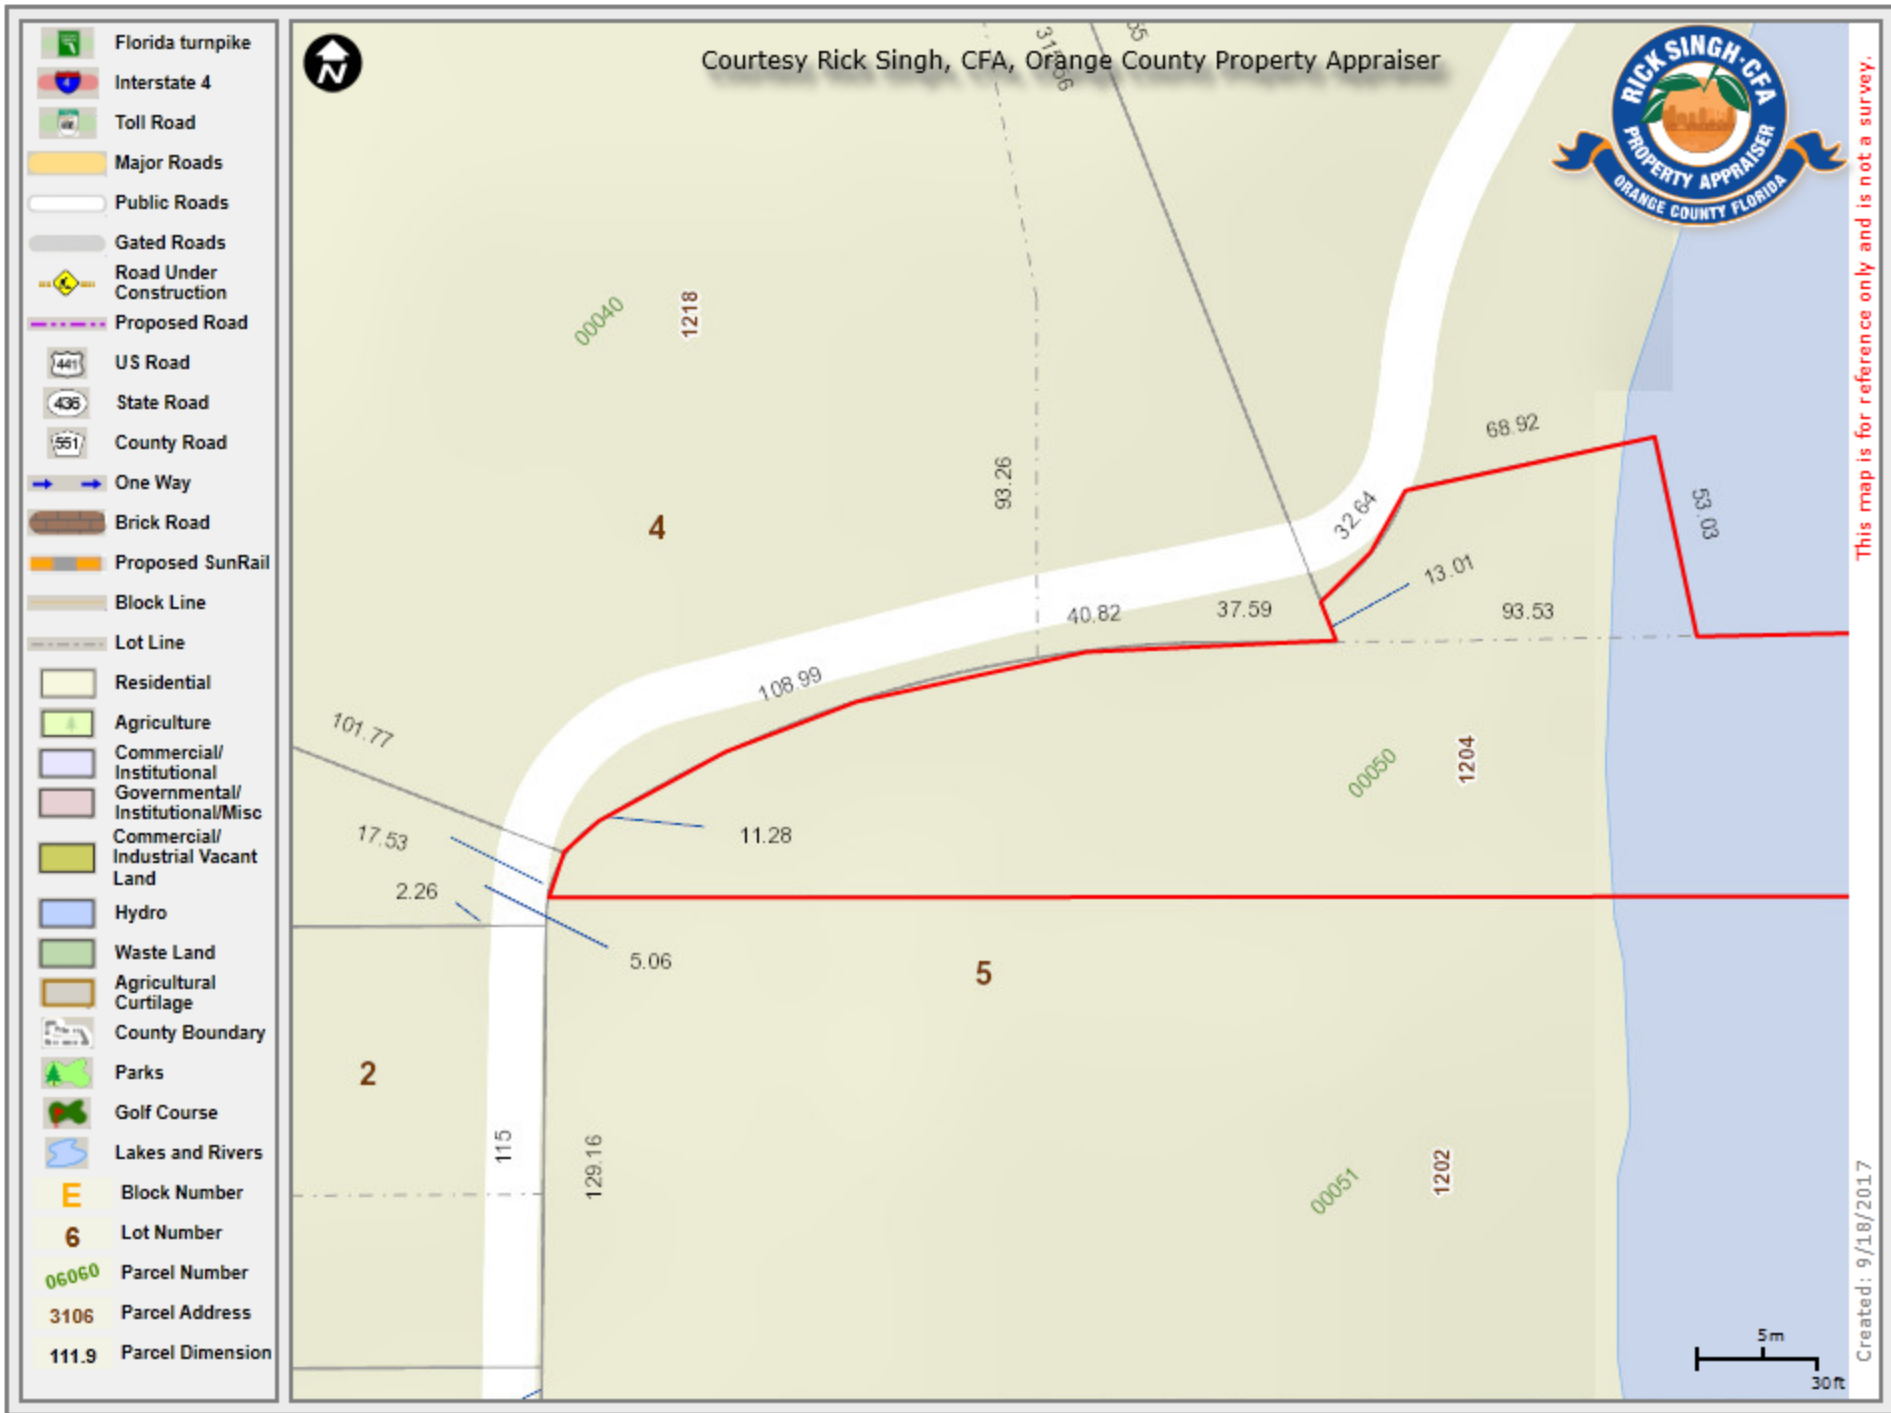 Florida turnpike
4
Interstate 4
Toll Road
Major Roads
Public Roads
Gated Roads
Road Under
Construction
Proposed Road
441
US Road
436
State Road
551
County Road
One Way
Brick Road
Proposed SunRail
Block Line
Lot Line
Residential
Agriculture
Commercial/
Institutional
Governmental/
Institutional/Misc
Commercial/
Industrial Vacant
Land
Hydro
Waste Land
Agricultural
Curtilage
County Boundary
Parks
Golf Course
Lakes and Rivers
E
Block Number
6
Lot Number
06060
Parcel Number
3106
Parcel Address
111.9
Parcel Dimension
N
Courtesy Rick Singh, CFA, Orange County Property Appraiser
RICK SINGH·CFA
PROPERTY APPRAISER
ORANGE COUNTY FLORIDA
This map is for reference only and is not a survey.
00040
1218
93.26
4
68.92
53.03
32.64
13.01
40.82
37.59
93.53
108.99
101.77
00050
1204
17.53
11.28
2.26
5.06
5
2
115
129.16
00051
1202
5m
30ft
Created: 9/18/2017